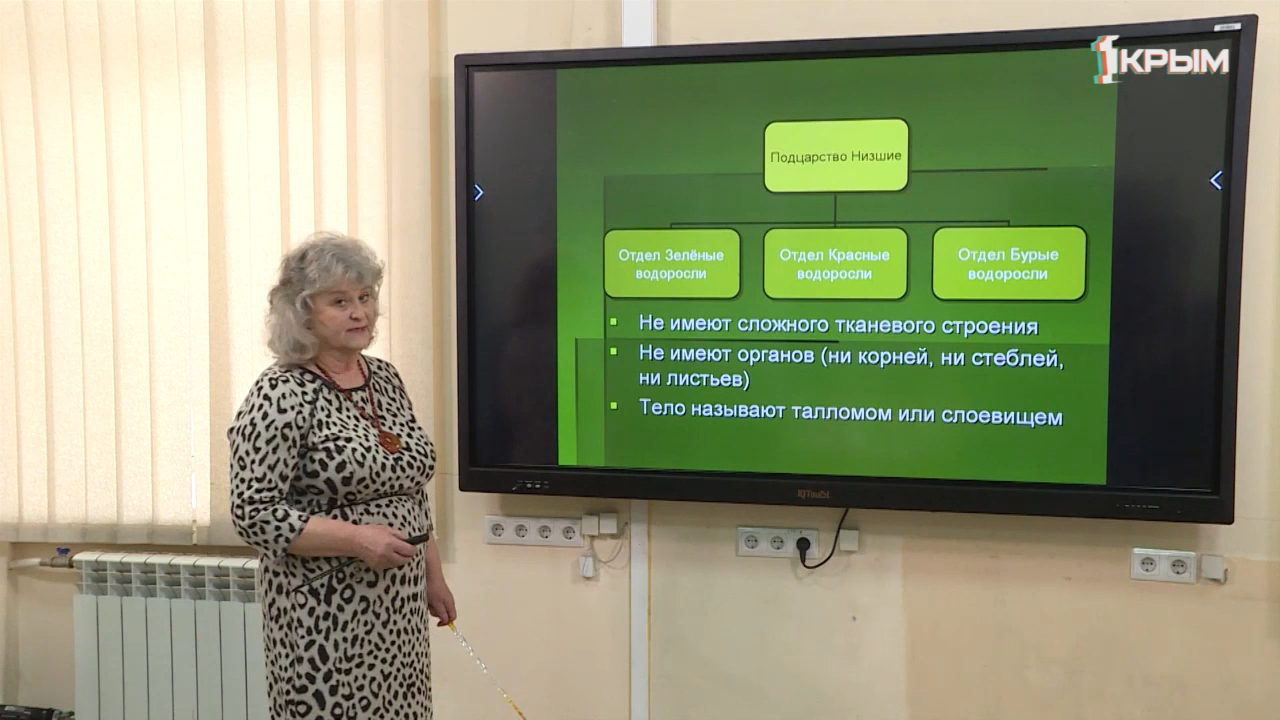 1КРЫМ
Подцарство Низшие
Отдел Зелёные
водоросли
Отдел Красные
водоросли
Отдел Бурые
водоросли
Не имеют сложного тканевого строения
Не имеют органов (ни корней, ни стеблей,
ни листьев)
Тело называют талломом или слоевищем
IQTouch